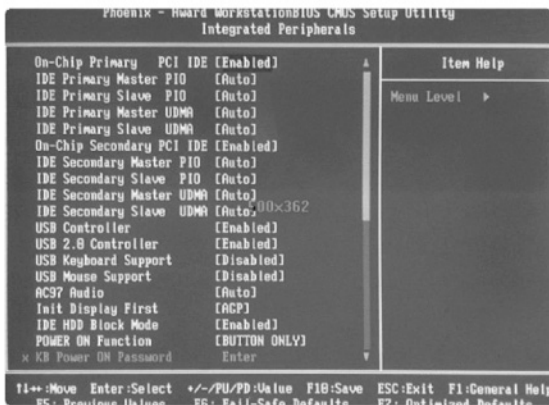 Phoenix - Award WorkstationBIOS CMOS Setup Utility
Integrated Peripherals
On-Chip Primary PCI IDE [Enabled]
IDE Primary Master PIO [Auto]
IDE Primary Slave PIO [Auto]
IDE Primary Master UDMA [Auto]
IDE Primary Slave UDMA [Auto]
On-Chip Secondary PCI IDE [Enabled]
IDE Secondary Master PIO [Auto]
IDE Secondary Slave PIO [Auto]
IDE Secondary Master UDMA [Auto]
IDE Secondary Slave UDMA [Auto]
USB Controller [Enabled]
USB 2.0 Controller [Enabled]
USB Keyboard Support [Disabled]
USB Mouse Support [Disabled]
AC97 Audio [Auto]
Init Display First [AGP]
IDE HDD Block Mode [Enabled]
POWER ON Function [BUTTON ONLY]
x KB Power ON Password Enter
Item Help
Menu Level ▶
500x362
↑↓→←:Move Enter:Select +/-/PU/PD:Value F10:Save ESC:Exit F1:General Help
F5: Previous Values F6: Fail-Safe Defaults F7: Optimized Defaults